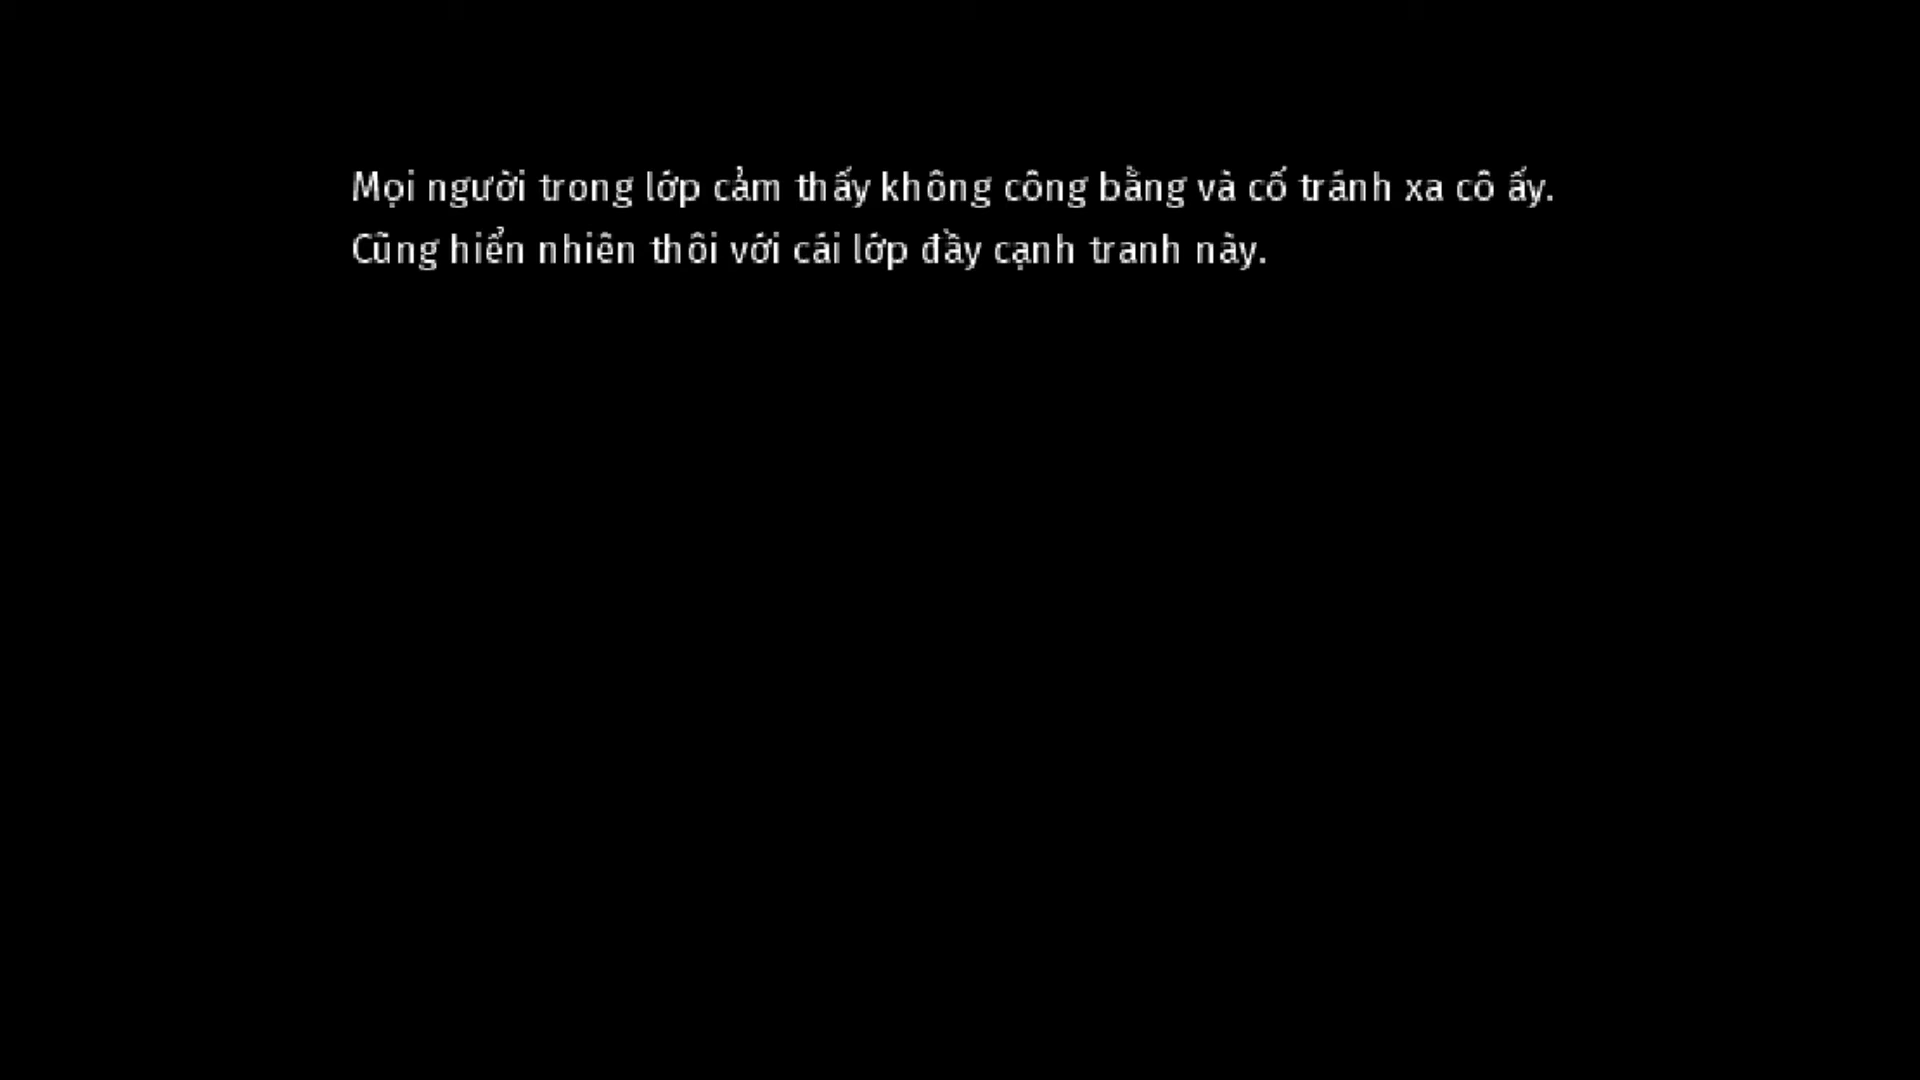 Mọi người trong lớp cảm thấy không công bằng và cố tránh xa cô ấy.
Cũng hiển nhiên thôi với cái lớp đầy cạnh tranh này.